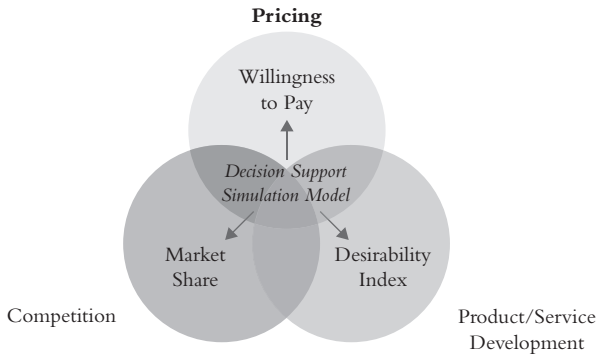 Pricing
Willingness
to Pay
Decision Support
Simulation Model
Market
Share
Desirability
Index
Competition
Product/Service
Development